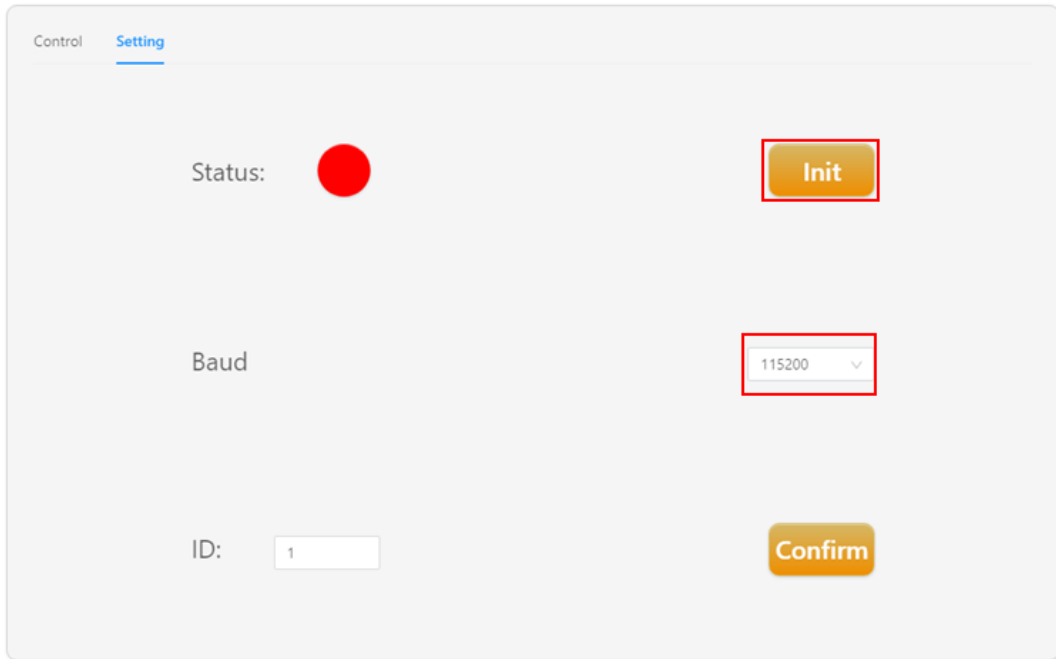 Control Setting
Status: Init
Baud 115200
ID: 1 Confirm